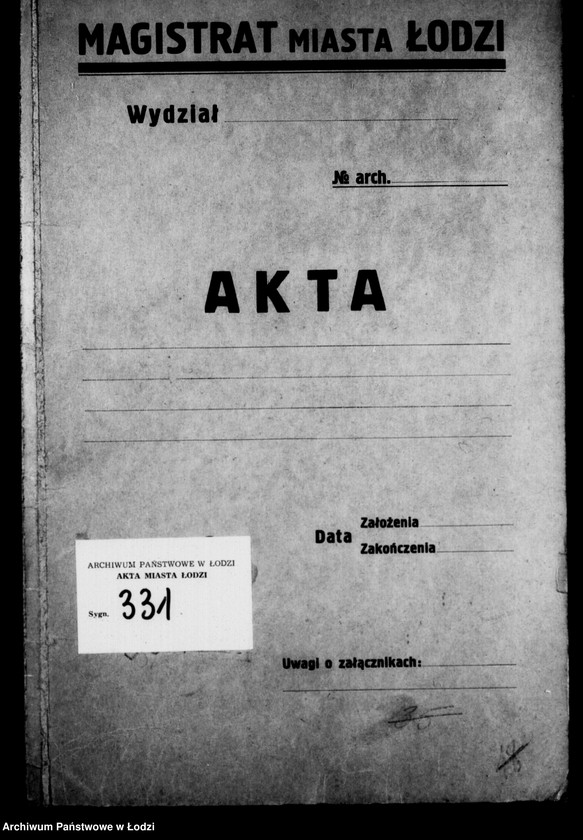 MAGISTRAT MIASTA ŁODZI
Wydział
№ arch.
AKTA
Data
Założenia
Zakończenia
ARCHIWUM PAŃSTWOWE W ŁODZI
AKTA MIASTA ŁODZI
Sygn. 331
Uwagi o załącznikach:
35
Archiwum Państwowe w Łodzi